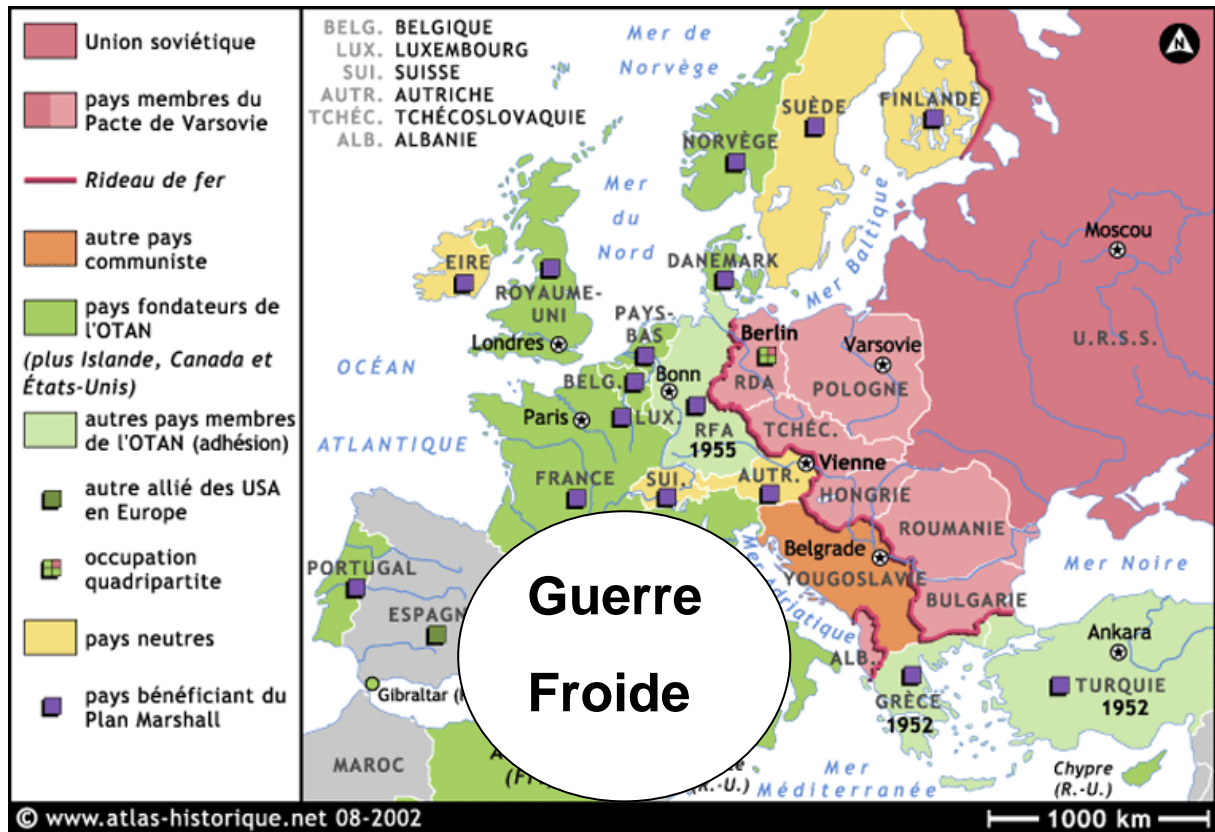 Union soviétique
pays membres du
Pacte de Varsovie
Rideau de fer
autre pays
communiste
pays fondateurs de
l'OTAN
(plus Islande, Canada et
États-Unis)
autres pays membres
de l'OTAN (adhésion)
autre allié des USA
en Europe
occupation
quadripartite
pays neutres
pays bénéficiant du
Plan Marshall
BELG. BELGIQUE
LUX. LUXEMBOURG
SUI. SUISSE
AUTR. AUTRICHE
TCHÉC. TCHÉCOSLOVAQUIE
ALB. ALBANIE
Mer de
Norvège
N
SUÈDE
FINLANDE
NORVÈGE
Mer
du
Nord
Mer Baltique
Moscou
EIRE
DANEMARK
ROYAUME-
UNI
PAYS-
BAS
Londres
Berlin
Varsovie
U.R.S.S.
OCÉAN
ATLANTIQUE
BELG.
Bonn
RDA
POLOGNE
Paris
LUX.
RFA
1955
TCHÉC.
Vienne
FRANCE
SUI.
AUTR.
HONGRIE
ROUMANIE
Belgrade
YOUGOSLAVIE
Mer Noire
Mer Adriatique
BULGARIE
PORTUGAL
ESPAGN
Guerre
Froide
Ankara
ALB.
GRÈCE
1952
TURQUIE
1952
Gibraltar
MAROC
(R.-U.)
Mer
Méditerranée
Chypre
(R.-U.)
© www.atlas-historique.net 08-2002
1000 km